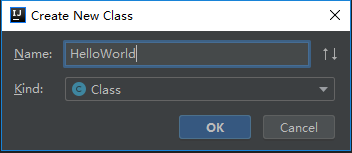 Create New Class
Name: HelloWorld
Kind: Class
OK Cancel